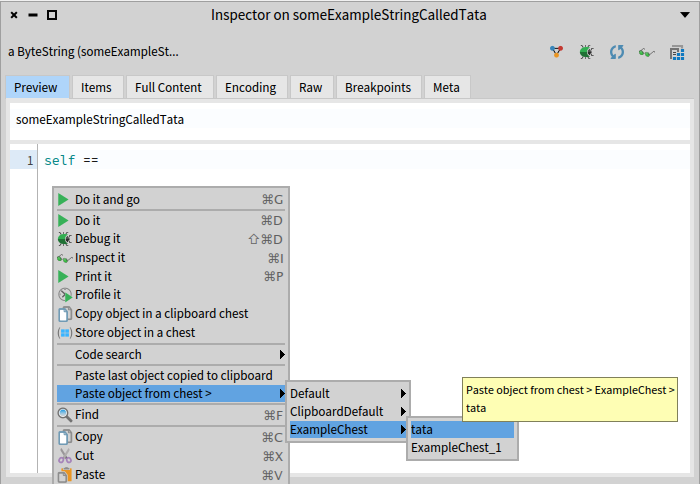 Inspector on someExampleStringCalledTata
a ByteString (someExampleSt...
Preview Items Full Content Encoding Raw Breakpoints Meta
someExampleStringCalledTata
1 self ==
Do it and go ⌘G
Do it ⌘D
Debug it ⇧⌘D
Inspect it ⌘I
Print it ⌘P
Profile it
Copy object in a clipboard chest
Store object in a chest
Code search
Paste last object copied to clipboard
Paste object from chest >
Find ⌘F
Copy ⌘C
Cut ⌘X
Paste ⌘V
Default
ClipboardDefault
ExampleChest
tata
ExampleChest_1
Paste object from chest > ExampleChest >
tata